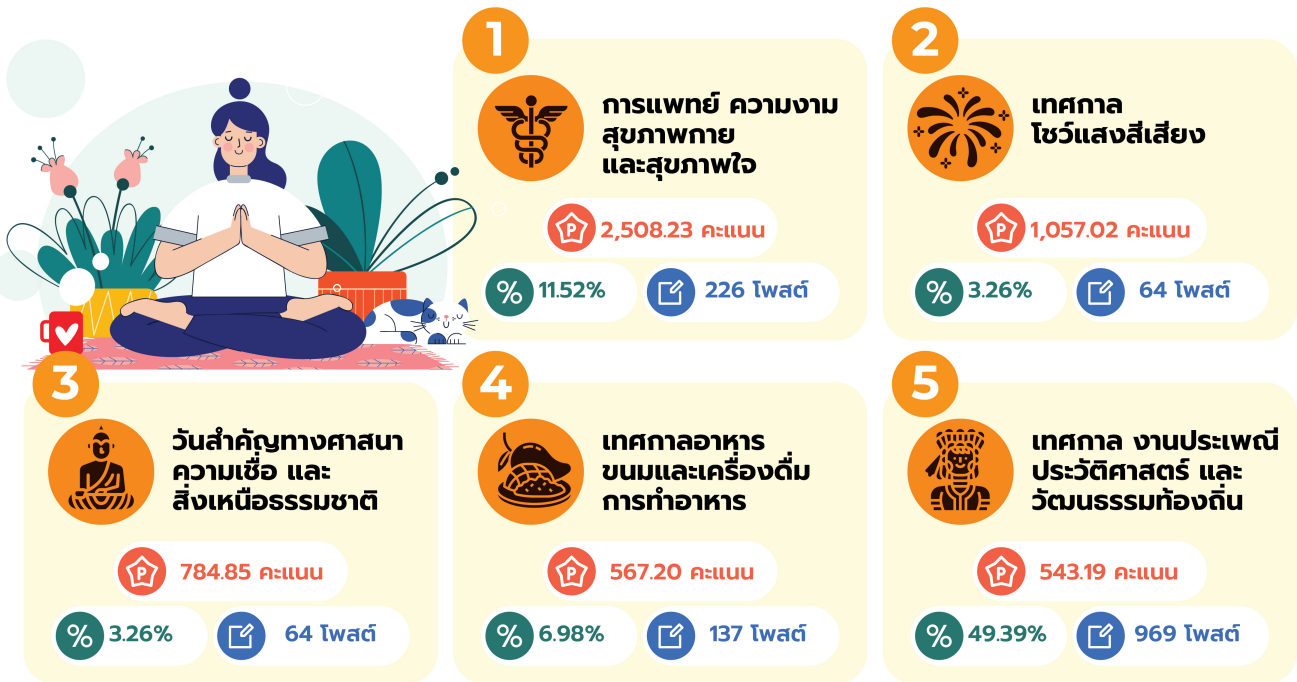 1
การแพทย์ ความงาม
สุขภาพกาย
และสุขภาพใจ
P 2,508.23 คะแนน
% 11.52%
226 โพสต์
2
เทศกาล
โชว์แสงสีเสียง
P 1,057.02 คะแนน
% 3.26%
64 โพสต์
3
วันสำคัญทางศาสนา
ความเชื่อ และ
สิ่งเหนือธรรมชาติ
P 784.85 คะแนน
% 3.26%
64 โพสต์
4
เทศกาลอาหาร
ขนมและเครื่องดื่ม
การทำอาหาร
P 567.20 คะแนน
% 6.98%
137 โพสต์
5
เทศกาล งานประเพณี
ประวัติศาสตร์ และ
วัฒนธรรมท้องถิ่น
P 543.19 คะแนน
% 49.39%
969 โพสต์